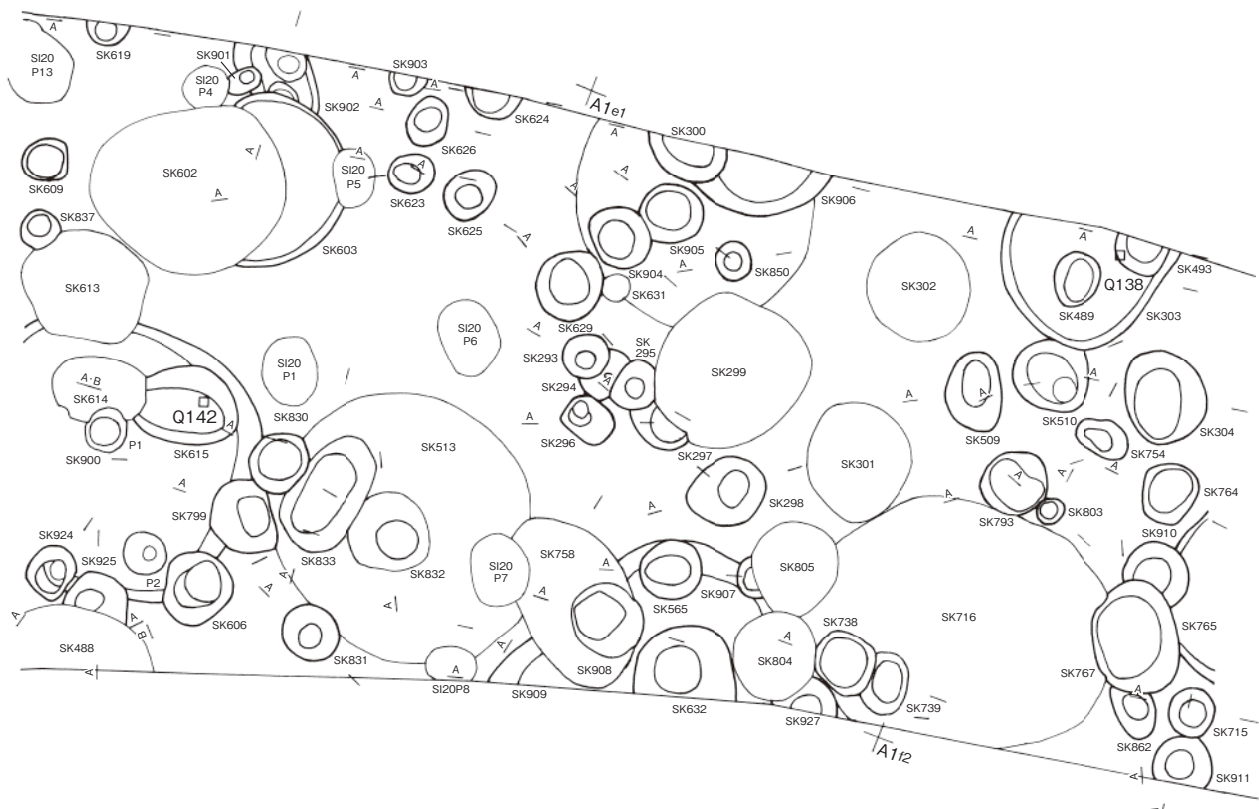 A
SI20
P13
SK619
SK901
SI20
P4
A
SK902
SK903
A
A
SK624
A1e1
A
SK300
SK626
SK602
A
A
A
SI20
P5
A
SK623
SK625
SK609
SK837
SK603
SK613
A
A
SK906
SK905
SK904
A
SK850
SK631
SK629
A
SK302
A
A
SK493
Q138
SK489
SK303
SI20
P6
A
SK293
SK
295
SK294
A
SK296
A
SK299
SK297
SI20
P1
SK830
A-B
SK614
Q142
A
P1
SK900
SK615
SK513
A
SK509
A
SK510
A
SK304
SK754
A
A
SK301
SK298
A
A
SK793
A
SK803
SK764
SK910
A
SK799
SK924
SK925
P2
SK833
SK832
SI20
P7
SK758
A
A
SK565
SK907
SK805
SK716
SK765
A
A
A
A
B
SK606
SK488
A
SK831
A
A
SI20P8
SK909
SK908
SK632
A
SK804
SK738
SK927
SK739
A1f2
SK767
A
SK862
SK715
SK911
A
A